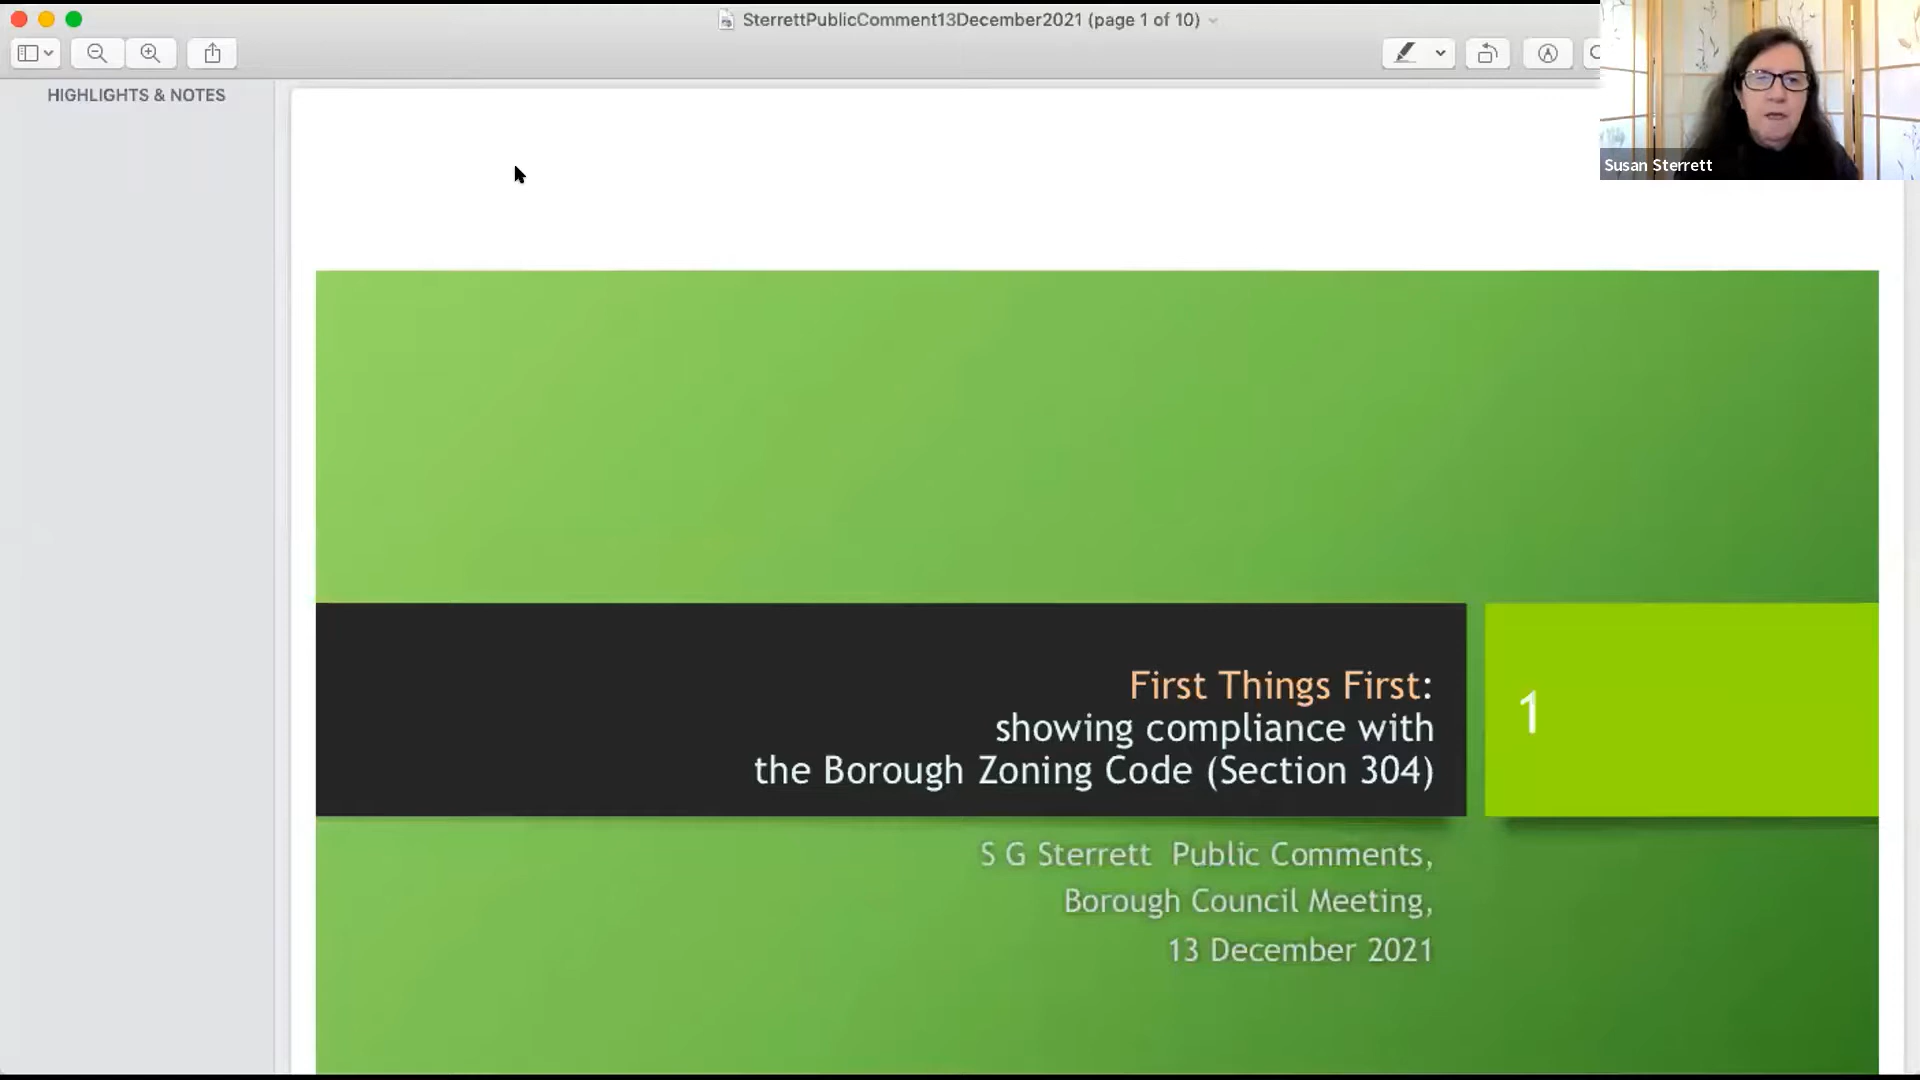 SterrettPublicComment13December2021 (page 1 of 10)
HIGHLIGHTS & NOTES
Susan Sterrett
First Things First:
showing compliance with
the Borough Zoning Code (Section 304)
1
S G Sterrett Public Comments,
Borough Council Meeting,
13 December 2021